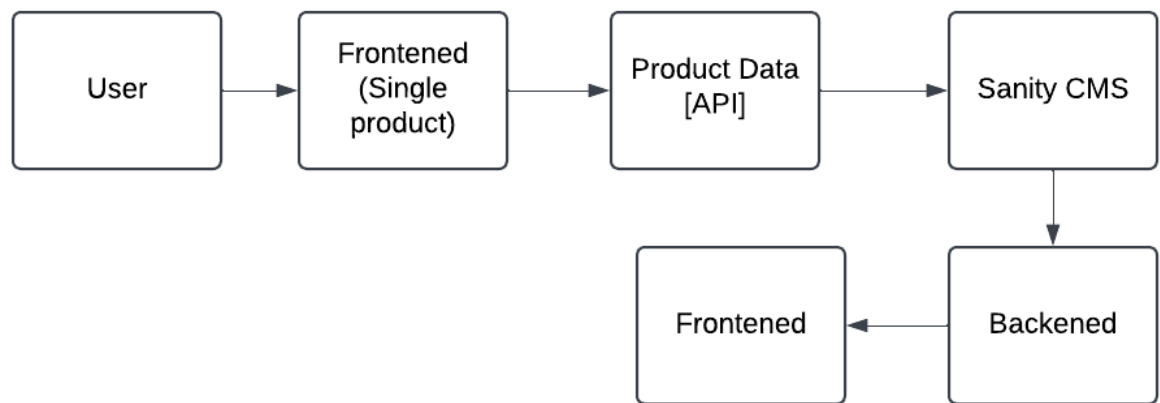 User
Frontened
(Single
product)
Product Data
[API]
Sanity CMS
Frontened
Backened